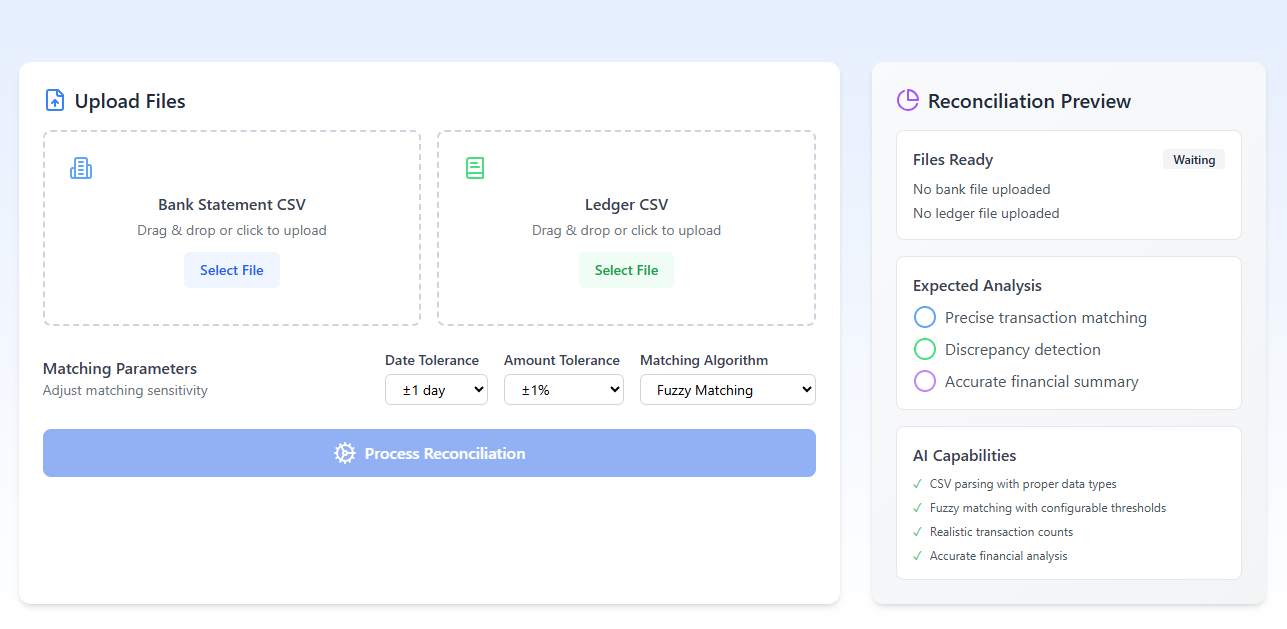 Upload Files
Bank Statement CSV
Drag & drop or click to upload
Select File
Ledger CSV
Drag & drop or click to upload
Select File
Matching Parameters
Adjust matching sensitivity
Date Tolerance
±1 day
Amount Tolerance
±1%
Matching Algorithm
Fuzzy Matching
Process Reconciliation
Reconciliation Preview
Files Ready
Waiting
No bank file uploaded
No ledger file uploaded
Expected Analysis
Precise transaction matching
Discrepancy detection
Accurate financial summary
AI Capabilities
✓ CSV parsing with proper data types
✓ Fuzzy matching with configurable thresholds
✓ Realistic transaction counts
✓ Accurate financial analysis